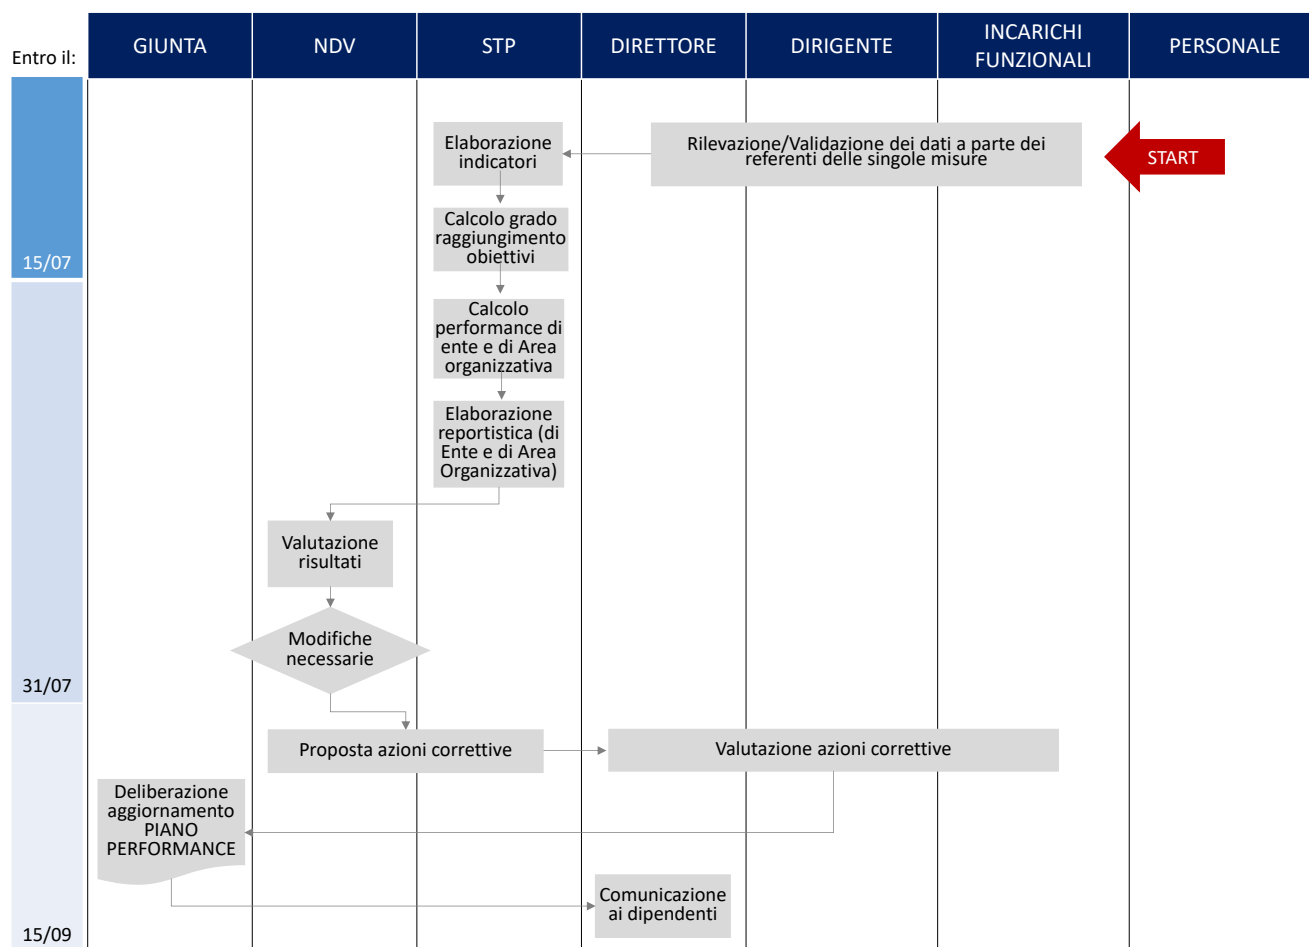 Entro il:
GIUNTA
NDV
STP
DIRETTORE
DIRIGENTE
INCARICHI
FUNZIONALI
PERSONALE
Elaborazione
indicatori
Rilevazione/Validazione dei dati a parte dei
referenti delle singole misure
START
Calcolo grado
raggiungimento
obiettivi
15/07
Calcolo
performance di
ente e di Area
organizzativa
Elaborazione
reportistica (di
Ente e di Area
Organizzativa)
Valutazione
risultati
Modifiche
necessarie
31/07
Proposta azioni correttive
Valutazione azioni correttive
Deliberazione
aggiornamento
PIANO
PERFORMANCE
Comunicazione
ai dipendenti
15/09